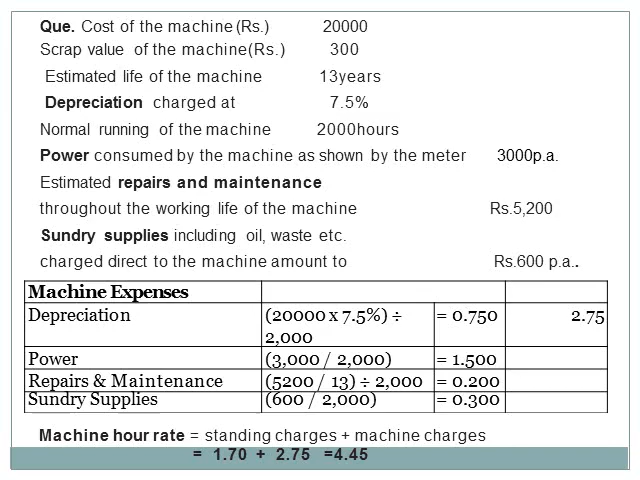 Que. Cost of the machine (Rs.) 20000
Scrap value of the machine(Rs.) 300
Estimated life of the machine 13years
Depreciation charged at 7.5%
Normal running of the machine 2000hours
Power consumed by the machine as shown by the meter 3000p.a.
Estimated repairs and maintenance
throughout the working life of the machine Rs.5,200
Sundry supplies including oil, waste etc.
charged direct to the machine amount to Rs.600 p.a..
Machine Expenses
Depreciation (20000 x 7.5%) ÷ = 0.750 2.75
2,000
Power (3,000 / 2,000) = 1.500
Repairs & Maintenance (5200 / 13) ÷ 2,000 = 0.200
Sundry Supplies (600 / 2,000) = 0.300
Machine hour rate = standing charges + machine charges
= 1.70 + 2.75 =4.45